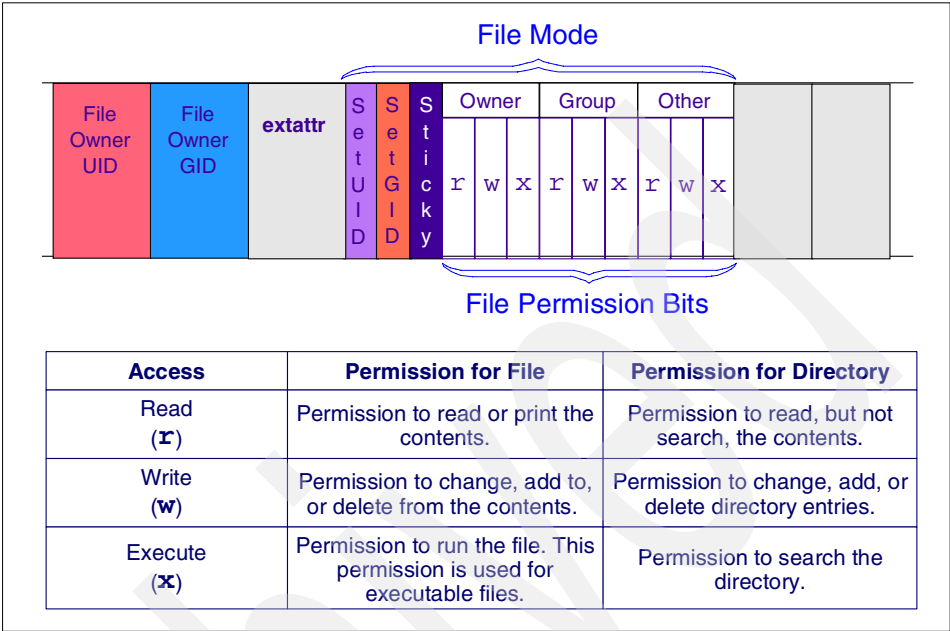 File Mode
File Owner UID
File Owner GID
extattr
SetUID
SetGID
Sticky
Owner Group Other
r w x r w x r w x
File Permission Bits
Access Permission for File Permission for Directory
Read
(r)
Permission to read or print the
contents.
Permission to read, but not
search, the contents.
Write
(w)
Permission to change, add to,
or delete from the contents.
Permission to change, add, or
delete directory entries.
Execute
(x)
Permission to run the file. This
permission is used for
executable files.
Permission to search the
directory.